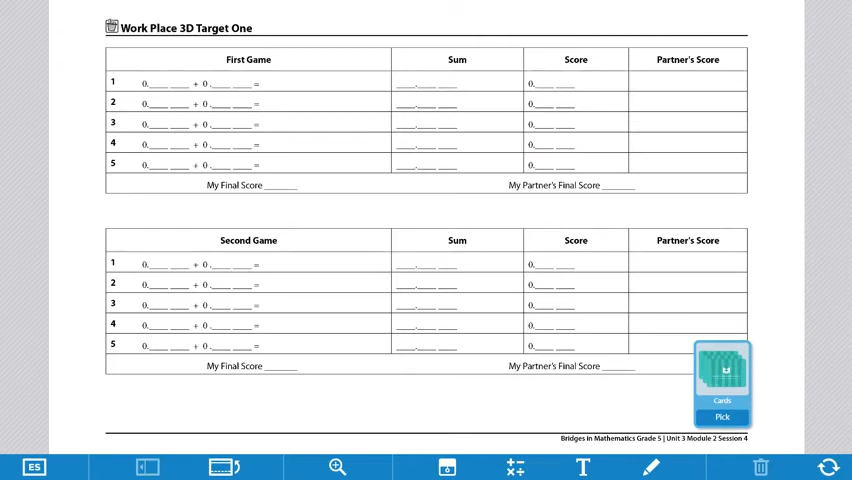 Work Place 3D Target One
First Game Sum Score Partner's Score
1 0.____ ____ + 0 .____ ____ = ____.____ ____ 0.____ ____
2 0.____ ____ + 0 .____ ____ = ____.____ ____ 0.____ ____
3 0.____ ____ + 0 .____ ____ = ____.____ ____ 0.____ ____
4 0.____ ____ + 0 .____ ____ = ____.____ ____ 0.____ ____
5 0.____ ____ + 0 .____ ____ = ____.____ ____ 0.____ ____
My Final Score _______ My Partner's Final Score _______
Second Game Sum Score Partner's Score
1 0.____ ____ + 0 .____ ____ = ____.____ ____ 0.____ ____
2 0.____ ____ + 0 .____ ____ = ____.____ ____ 0.____ ____
3 0.____ ____ + 0 .____ ____ = ____.____ ____ 0.____ ____
4 0.____ ____ + 0 .____ ____ = ____.____ ____ 0.____ ____
5 0.____ ____ + 0 .____ ____ = ____.____ ____ 0.____ ____
My Final Score _______ My Partner's Final Score _______
Cards
Pick
Bridges in Mathematics Grade 5 | Unit 3 Module 2 Session 4
ES
T